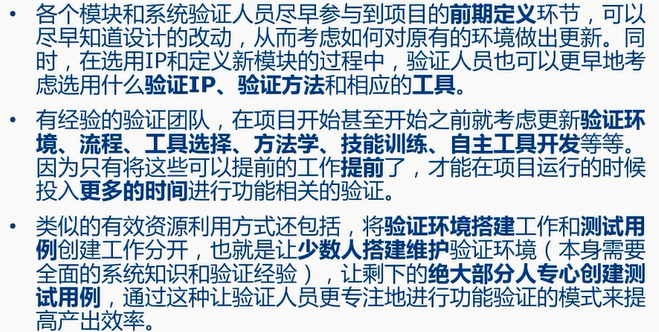 • 各个模块和系统验证人员尽早参与到项目的前期定义环节，可以
尽早知道设计的改动，从而考虑如何对原有的环境做出更新。同
时，在选用IP和定义新模块的过程中，验证人员也可以更早地考
虑选用什么验证IP、验证方法和相应的工具。
• 有经验的验证团队，在项目开始甚至开始之前就考虑更新验证环
境、流程、工具选择、方法学、技能训练、自主工具开发等等。
因为只有将这些可以提前的工作提前了，才能在项目运行的时候
投入更多的时间进行功能相关的验证。
• 类似的有效资源利用方式还包括，将验证环境搭建工作和测试用
例创建工作分开，也就是让少数人搭建维护验证环境（本身需要
全面的系统知识和验证经验），让剩下的绝大部分人专心创建测
试用例，通过这种让验证人员更专注地进行功能验证的模式来提
高产出效率。